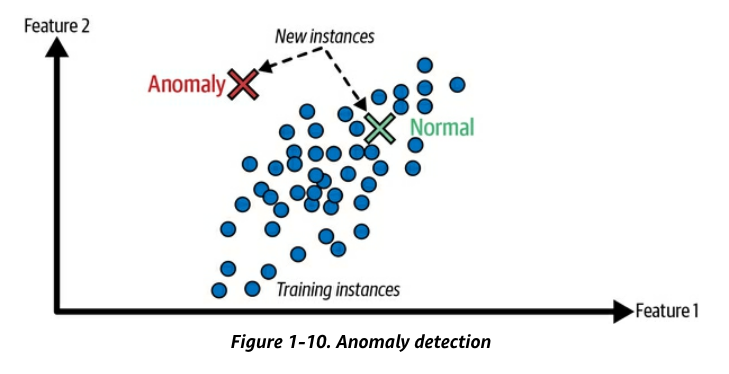 Feature 2
New instances
Anomaly
Normal
Training instances
Feature 1
Figure 1-10. Anomaly detection